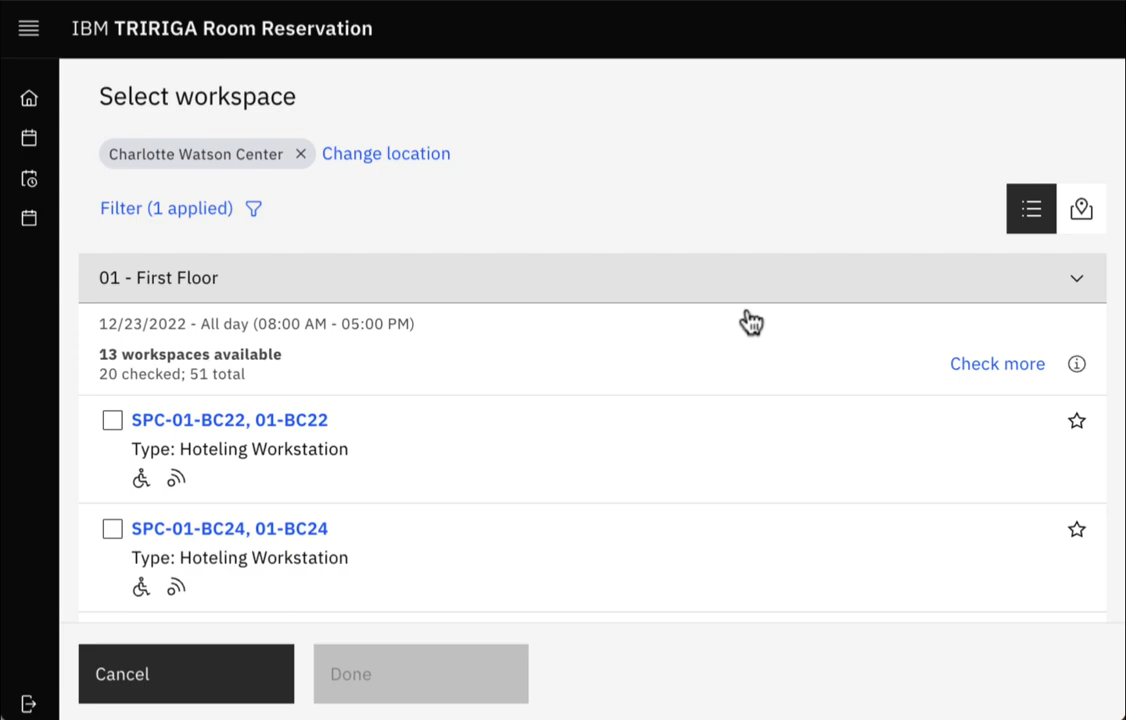 IBM TRIRIGA Room Reservation
Select workspace
Charlotte Watson Center Change location
Filter (1 applied)
01 - First Floor
12/23/2022 - All day (08:00 AM - 05:00 PM)
13 workspaces available
20 checked; 51 total
Check more
SPC-01-BC22, 01-BC22
Type: Hoteling Workstation
SPC-01-BC24, 01-BC24
Type: Hoteling Workstation
Cancel Done